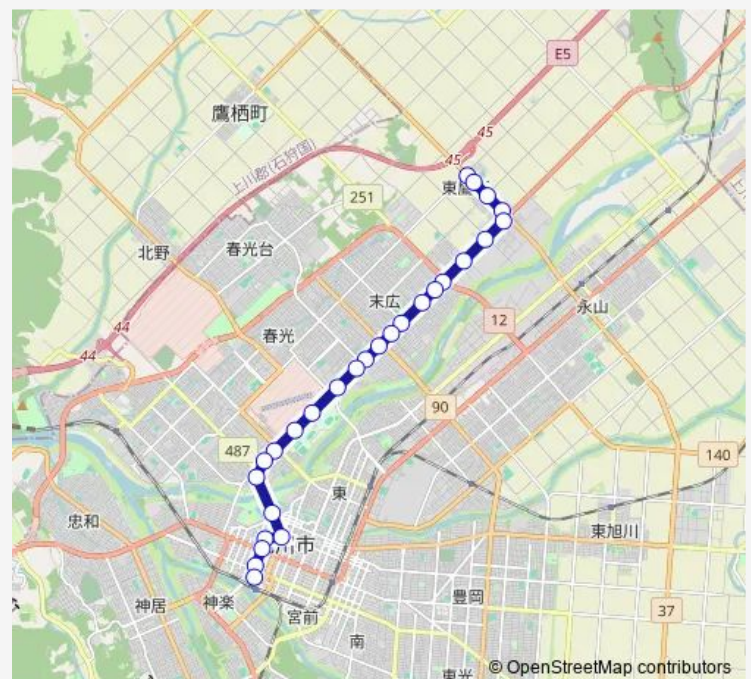 E5
鷹栖町
45
45
上川郡(石狩国)
東鷹
251
北野
春光台
末広
永山
12
春光
44
44
90
487
140
東
忠和
川市
東旭川
豊岡
神居
神楽
37
宮前
南
東光
© OpenStreetMap contributors